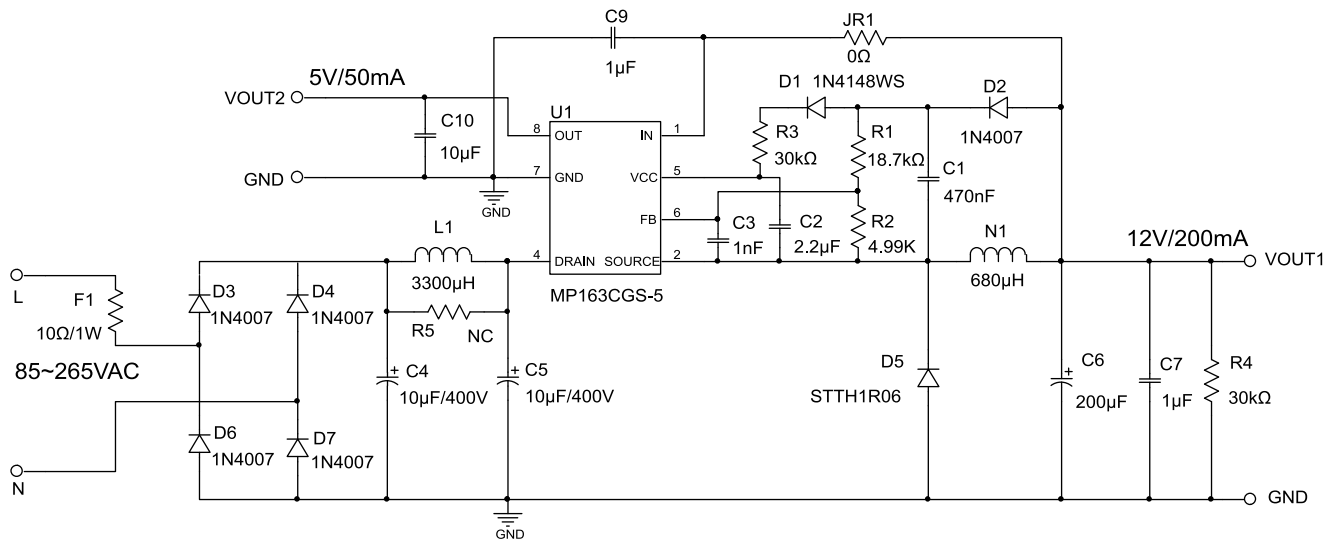 C9
1µF
JR1
0Ω
5V/50mA
VOUT2
C10
10µF
GND
GND
U1
8 OUT IN 1
7 GND VCC 5
FB 6
4 DRAIN SOURCE 2
MP163CGS-5
D1 1N4148WS
D2
1N4007
R3
30kΩ
R1
18.7kΩ
C1
470nF
C3
1nF
C2
2.2µF
R2
4.99K
N1
680µH
12V/200mA
VOUT1
L
F1
10Ω/1W
85~265VAC
N
D3
1N4007
D4
1N4007
D6
1N4007
D7
1N4007
L1
3300µH
R5 NC
+ C4
10µF/400V
+ C5
10µF/400V
GND
D5
STTH1R06
+ C6
200µF
C7
1µF
R4
30kΩ
GND